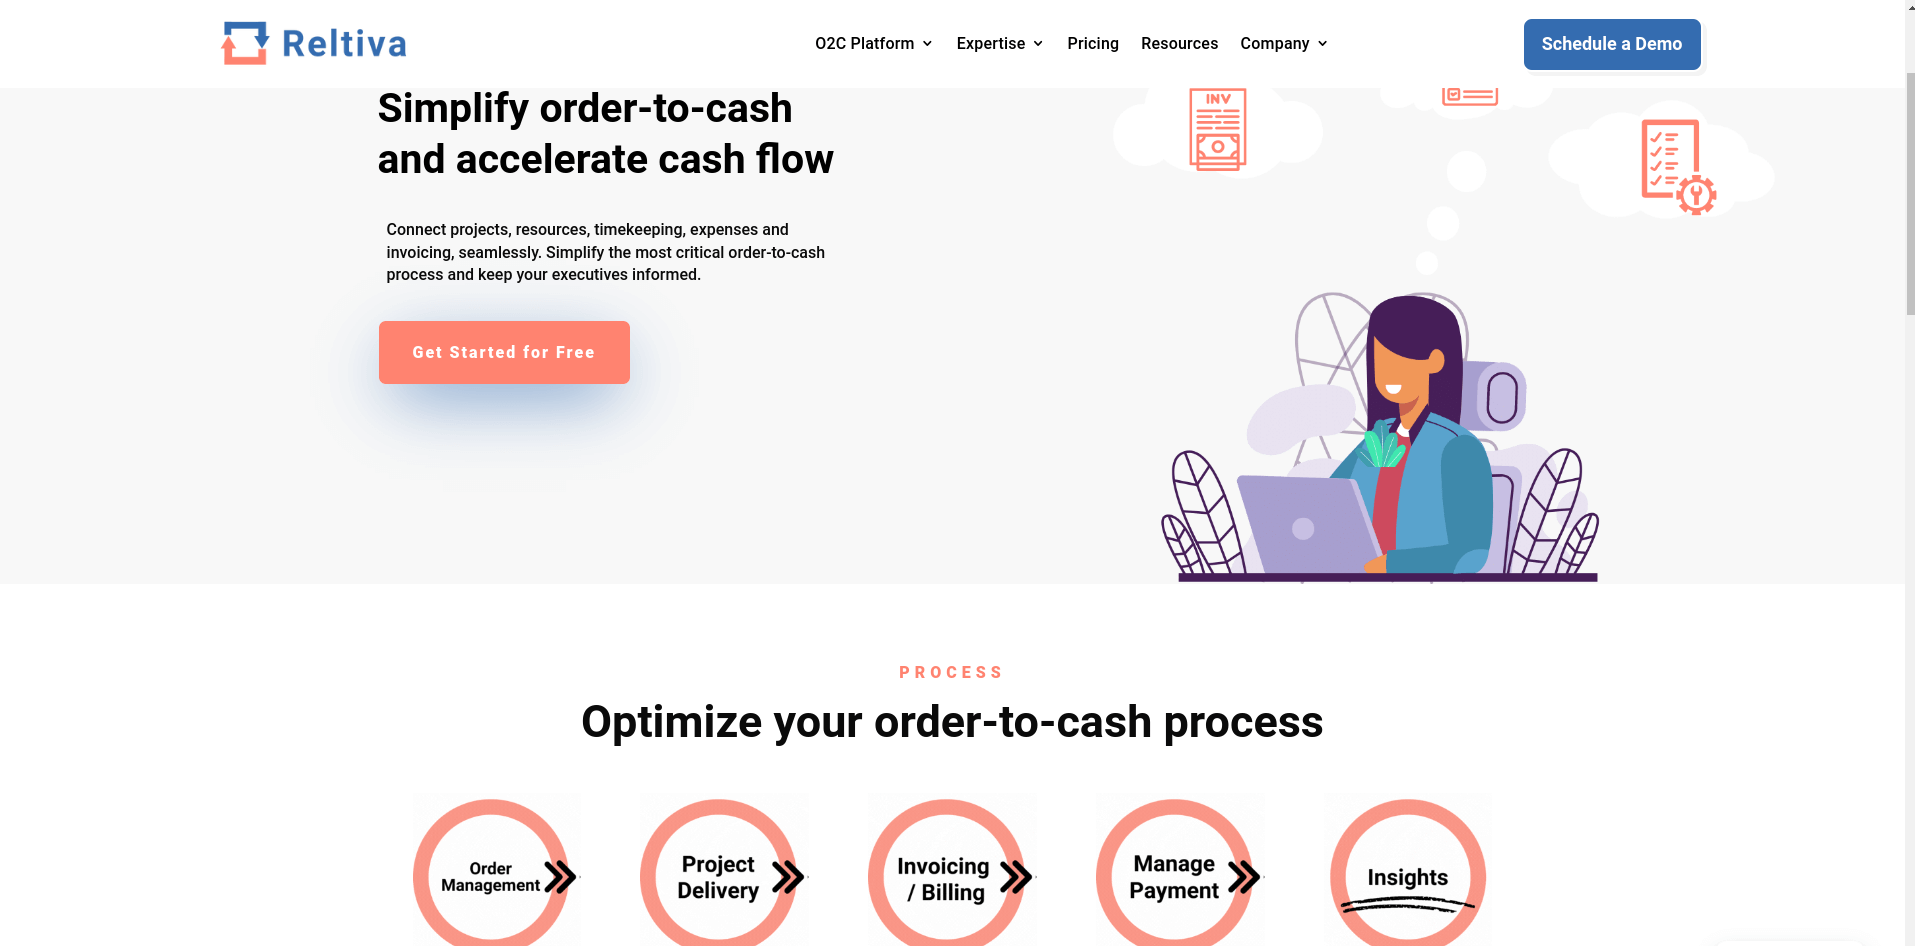 Reltiva
O2C Platform
Expertise
Pricing
Resources
Company
Schedule a Demo
Simplify order-to-cash
and accelerate cash flow
INV
Connect projects, resources, timekeeping, expenses and
invoicing, seamlessly. Simplify the most critical order-to-cash
process and keep your executives informed.
Get Started for Free
PROCESS
Optimize your order-to-cash process
Order
Management
Project
Delivery
Invoicing
/ Billing
Manage
Payment
Insights